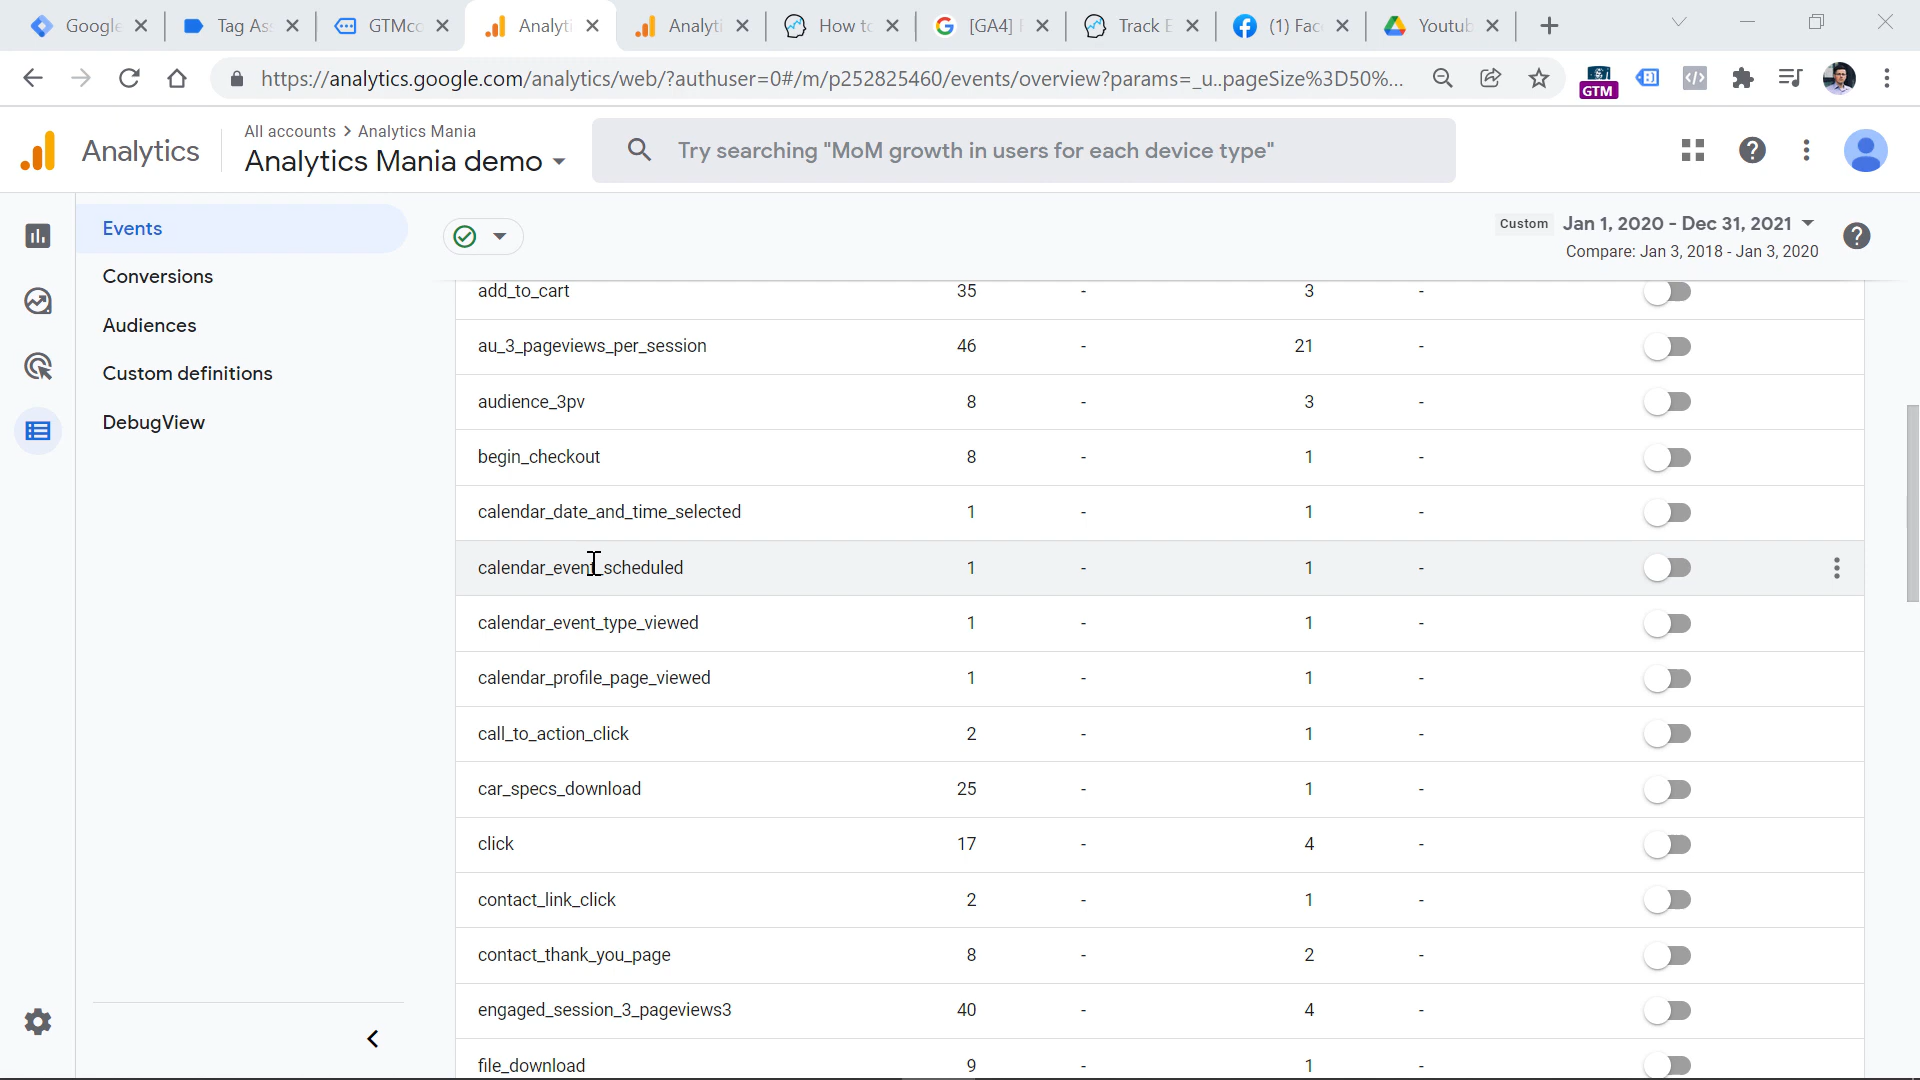 Google
Tag As
GTMco
Analyti
Analyti
How to
[GA4]
Track E
(1) Fac
Youtub
https://analytics.google.com/analytics/web/?authuser=0#/m/p252825460/events/overview?params=_u..pageSize%3D50%...
GTM
Analytics
All accounts > Analytics Mania
Analytics Mania demo
Try searching "MoM growth in users for each device type"
Events
Conversions
Audiences
Custom definitions
DebugView
Custom Jan 1, 2020 - Dec 31, 2021
Compare: Jan 3, 2018 - Jan 3, 2020
add_to_cart 35 - 3 -
au_3_pageviews_per_session 46 - 21 -
audience_3pv 8 - 3 -
begin_checkout 8 - 1 -
calendar_date_and_time_selected 1 - 1 -
calendar_event_scheduled 1 - 1 -
calendar_event_type_viewed 1 - 1 -
calendar_profile_page_viewed 1 - 1 -
call_to_action_click 2 - 1 -
car_specs_download 25 - 1 -
click 17 - 4 -
contact_link_click 2 - 1 -
contact_thank_you_page 8 - 2 -
engaged_session_3_pageviews3 40 - 4 -
file_download 9 - 1 -